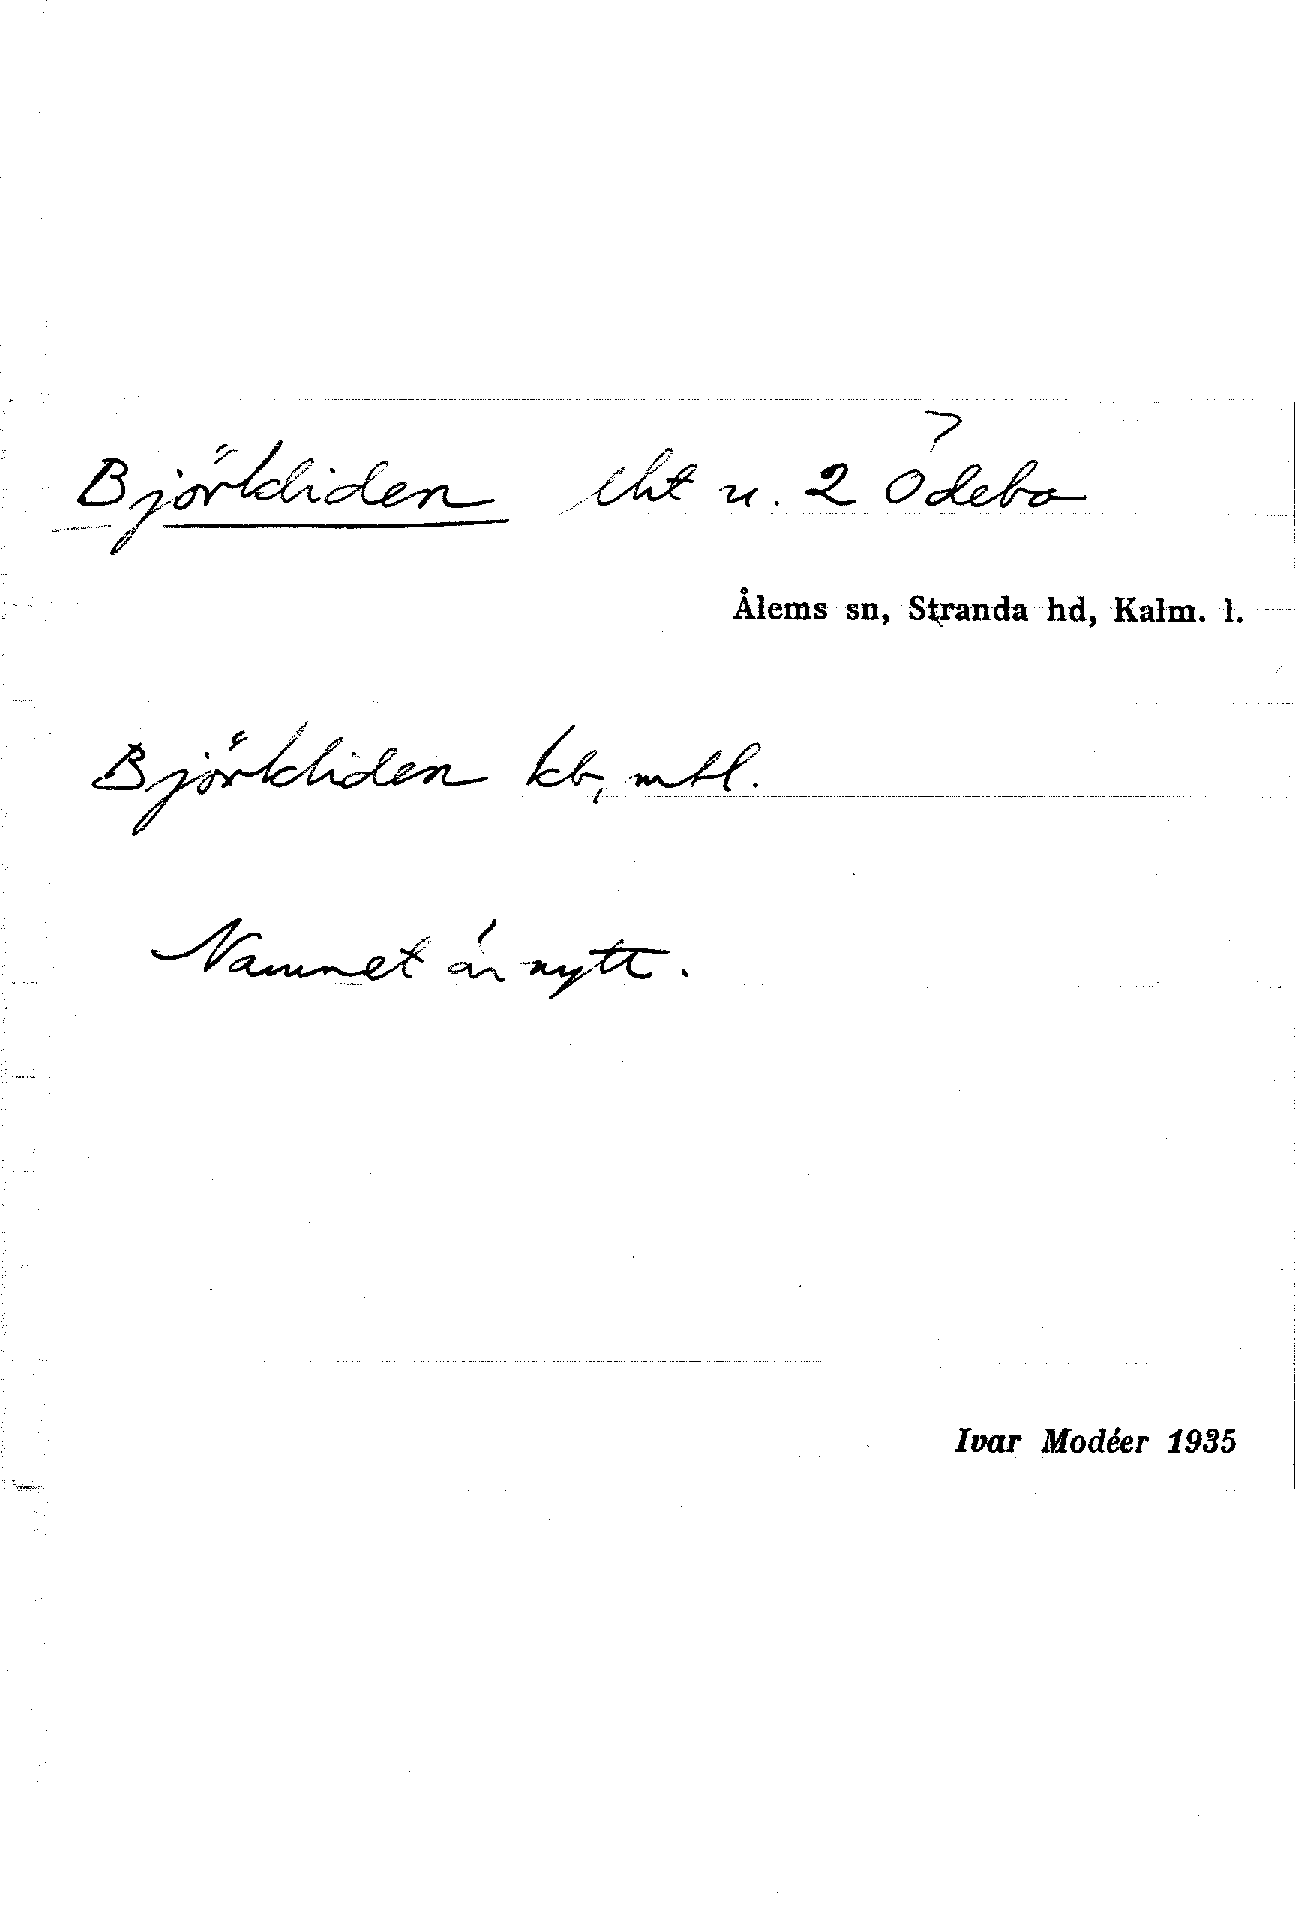 Björkliden lht u. 2 Ödebo
Ålems sn, Stranda hd, Kalm. l.
Björkliden kb, mtl.
Namnet är nytt.
Ivar Modéer 1935